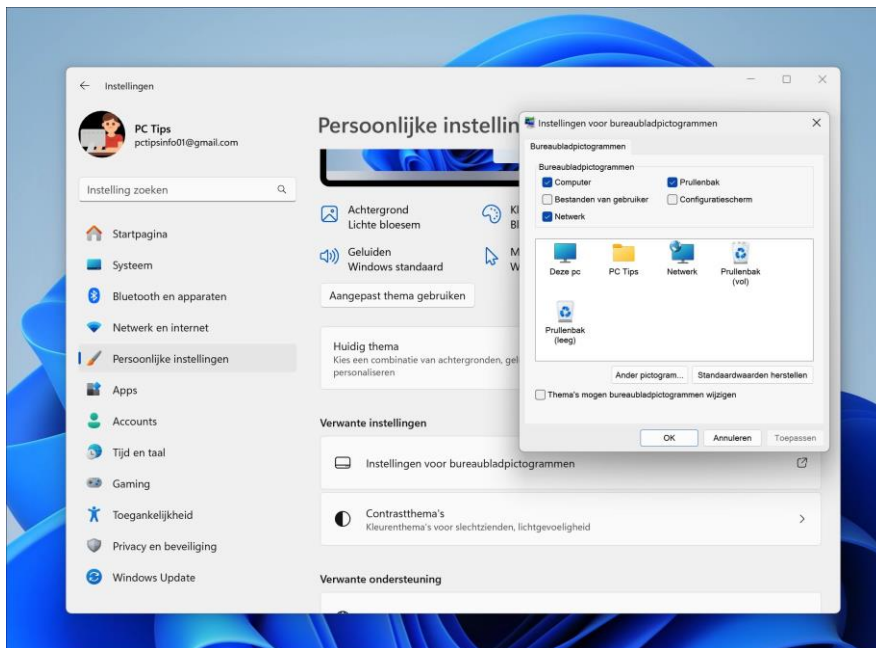 Instellingen
PC Tips
pctipsinfo01@gmail.com
Instelling zoeken
Startpagina
Systeem
Bluetooth en apparaten
Netwerk en internet
Persoonlijke instellingen
Apps
Accounts
Tijd en taal
Gaming
Toegankelijkheid
Privacy en beveiliging
Windows Update
Persoonlijke
Achtergrond
Lichte bloesem
Geluiden
Windows standaard
Aangepast thema gebruiken
Huidig thema
Kies een combinatie van achtergronden,
personaliseren
Verwante instellingen
Instellingen voor bureaubladpictogrammen
Contrastthema's
Kleurenthema's voor slechtzienden, lichtgevoeligheid
Verwante ondersteuning
Instellingen voor bureaubladpictogrammen
Bureaubladpictogrammen
Bureaubladpictogrammen
Computer
Prullenbak
Bestanden van gebruiker
Configuratiescherm
Netwerk
Deze pc
PC Tips
Netwerk
Prullenbak
(vol)
Prullenbak
(leeg)
Ander pictogram...
Standaardwaarden herstellen
Thema's mogen bureaubladpictogrammen wijzigen
OK
Annuleren
Toepassen